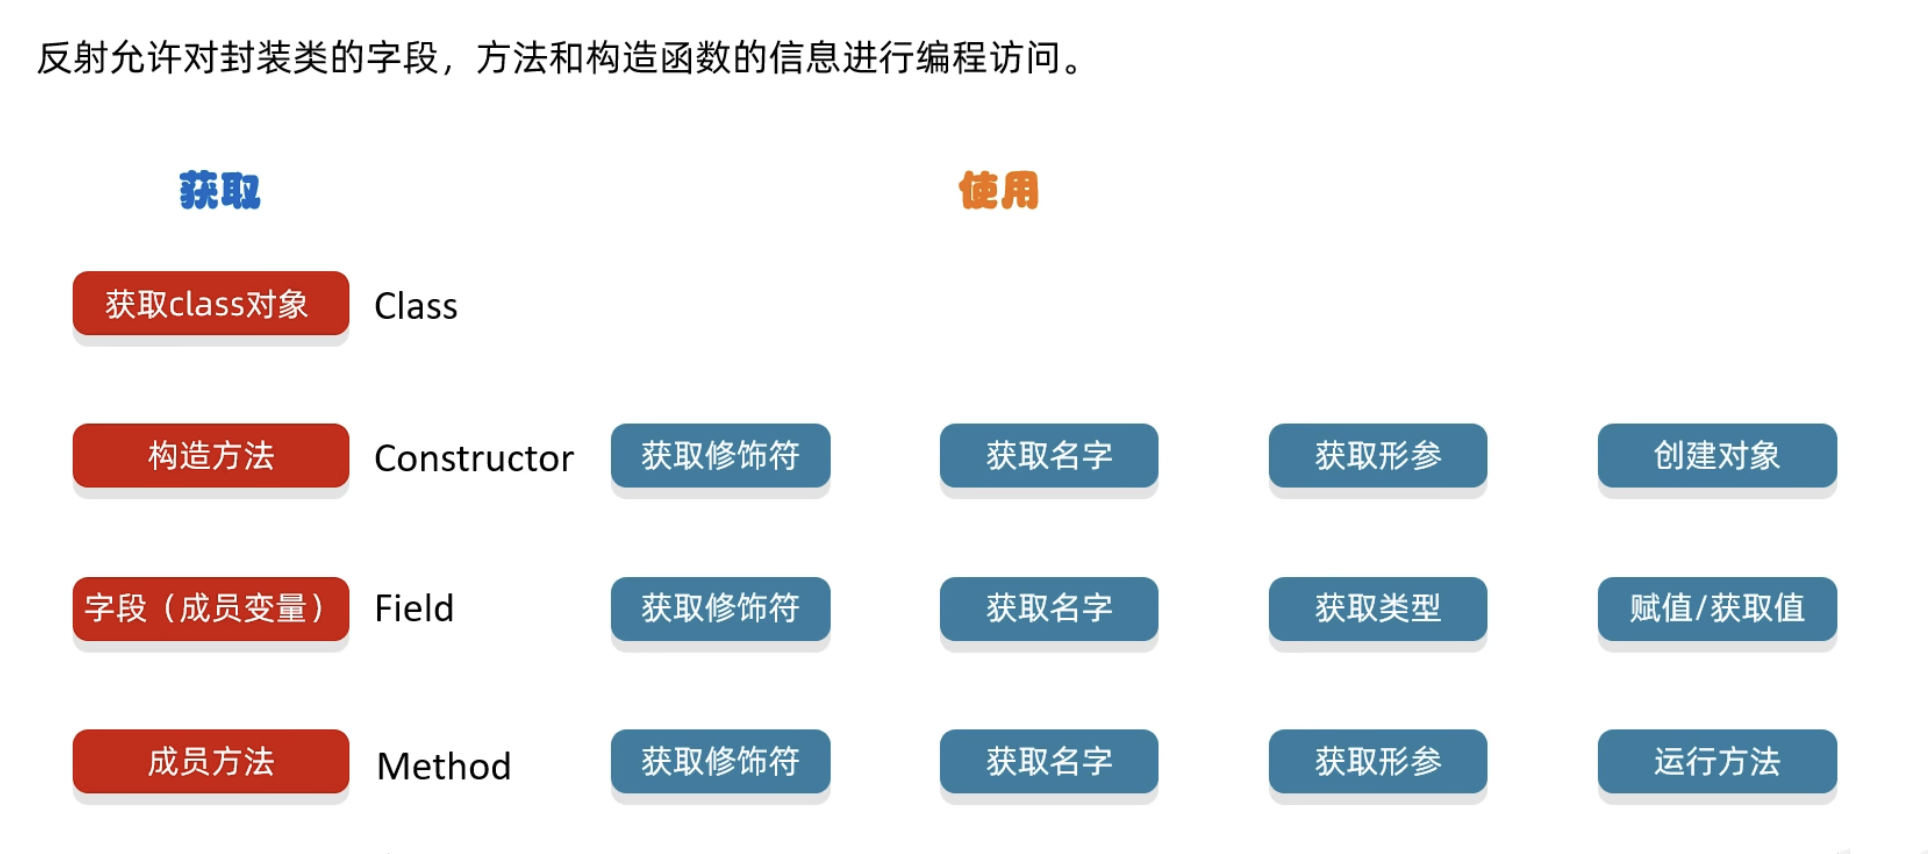 反射允许对封装类的字段，方法和构造函数的信息进行编程访问。
获取 使用
获取class对象 Class
构造方法 Constructor 获取修饰符 获取名字 获取形参 创建对象
字段（成员变量） Field 获取修饰符 获取名字 获取类型 赋值/获取值
成员方法 Method 获取修饰符 获取名字 获取形参 运行方法